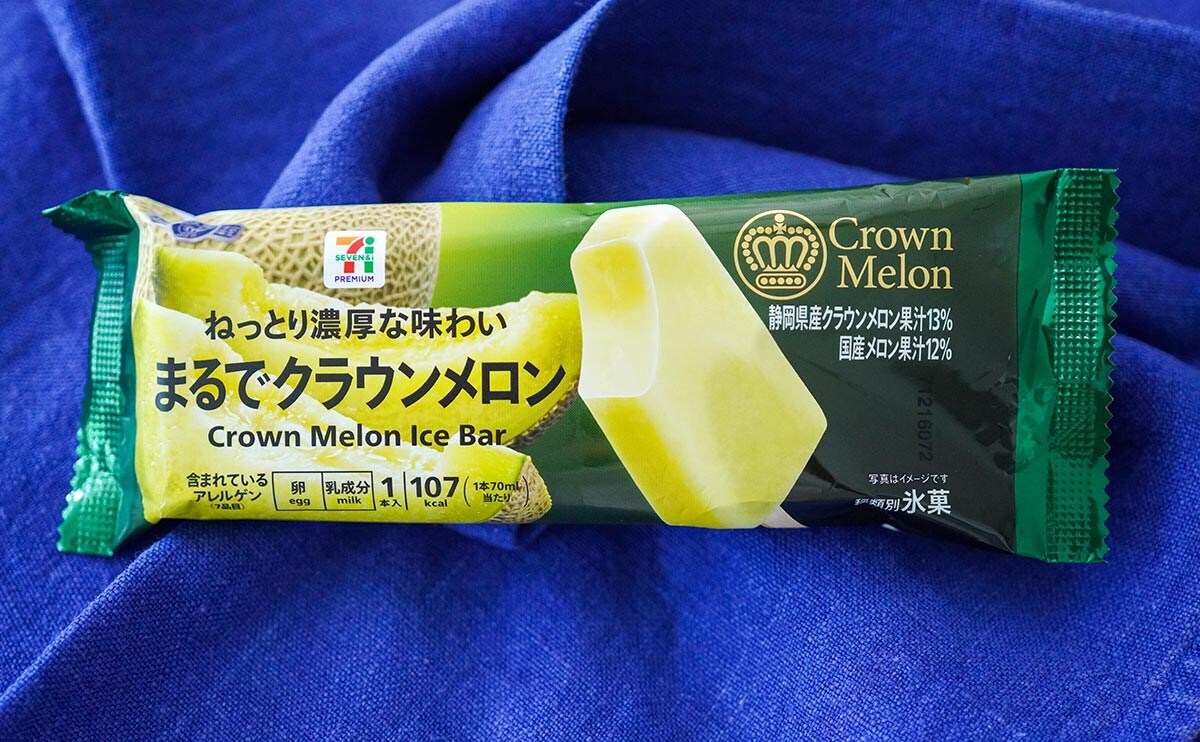 SEVEN&i
PREMIUM
ねっとり濃厚な味わい
まるでクラウンメロン
Crown Melon Ice Bar
含まれている
アレルゲン
(7品目)
卵
egg
乳成分
milk
1
本入
107
kcal
(1本70ml
当たり)
Crown
Melon
静岡県産クラウンメロン果汁13%
国産メロン果汁12%
写真はイメージです
種類別 氷菓